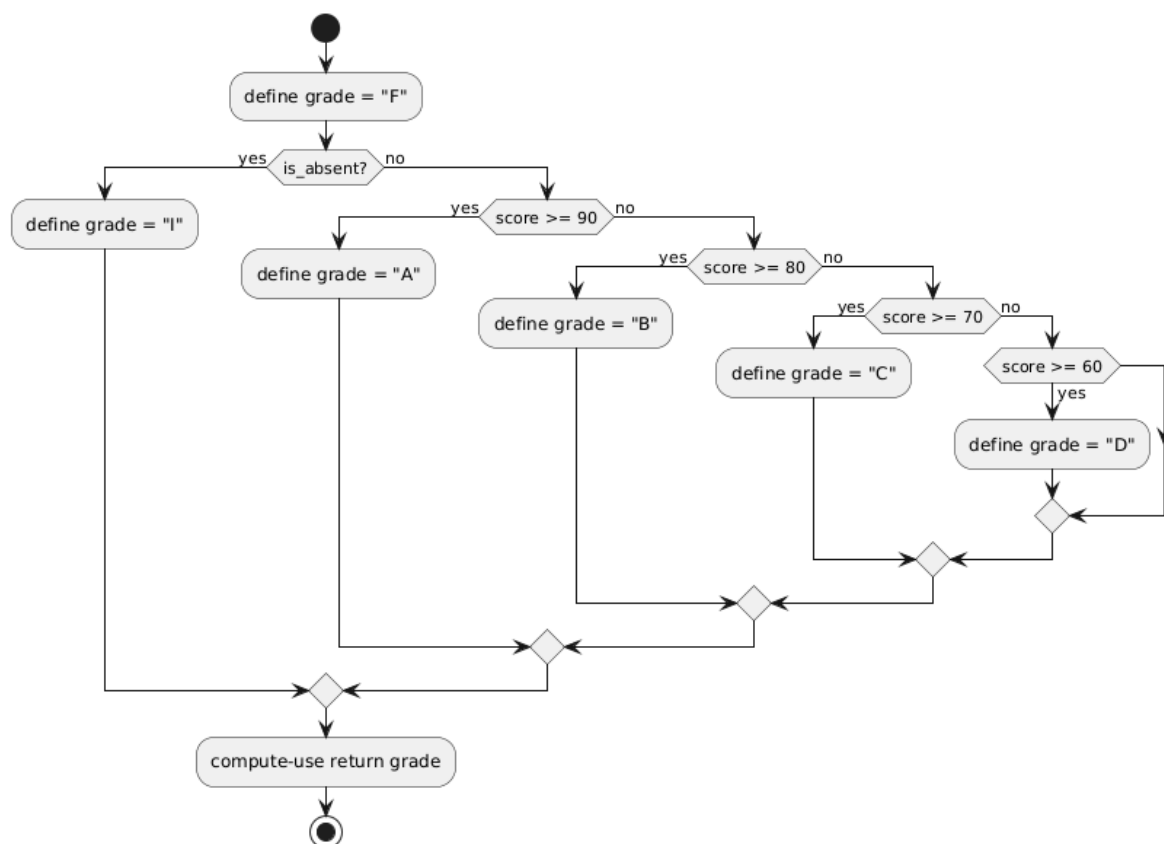 define grade = "F"
yes
is_absent?
no
define grade = "I"
yes
score >= 90
no
define grade = "A"
yes
score >= 80
no
define grade = "B"
yes
score >= 70
no
define grade = "C"
score >= 60
yes
define grade = "D"
compute-use return grade